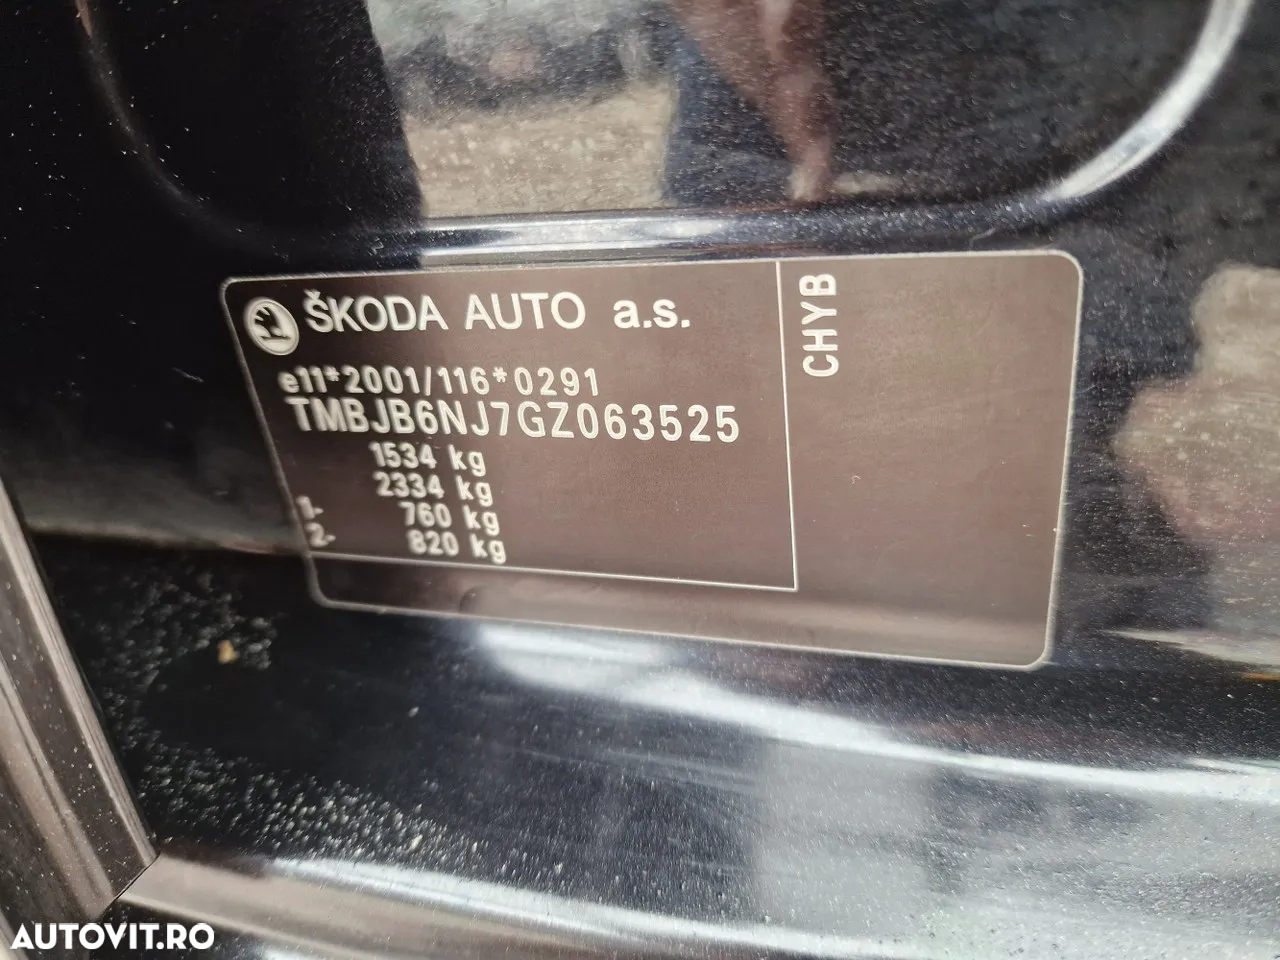 ŠKODA AUTO a.s.
e11*2001/116*0291
TMBJB6NJ7GZ063525
1534 kg
2334 kg
1- 760 kg
2- 820 kg
CHYB
AUTOVIT.RO